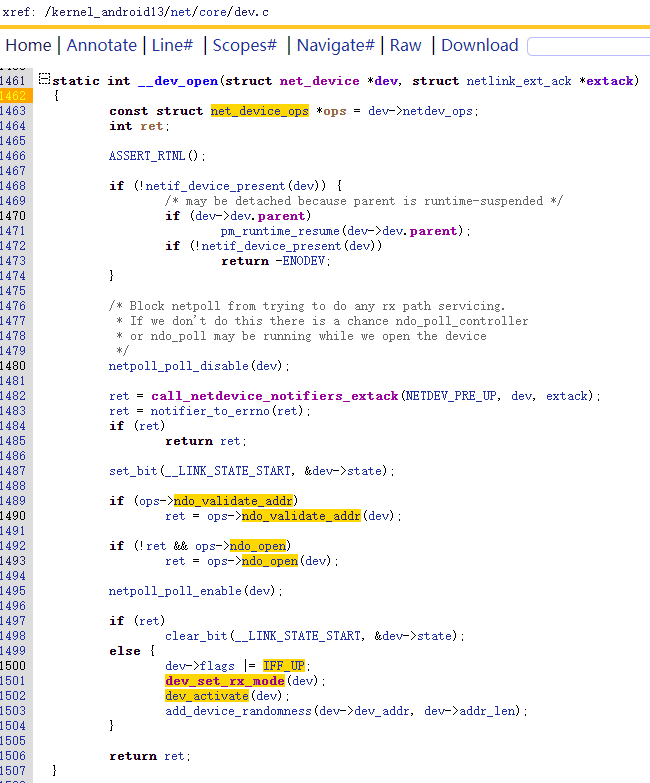 xref: /kernel_android13/net/core/dev.c
Home | Annotate | Line# | Scopes# | Navigate# | Raw | Download
1461 static int __dev_open(struct net_device *dev, struct netlink_ext_ack *extack)
1462 {
1463 const struct net_device_ops *ops = dev->netdev_ops;
1464 int ret;
1465
1466 ASSERT_RTNL();
1467
1468 if (!netif_device_present(dev)) {
1469 /* may be detached because parent is runtime-suspended */
1470 if (dev->dev.parent)
1471 pm_runtime_resume(dev->dev.parent);
1472 if (!netif_device_present(dev))
1473 return -ENODEV;
1474 }
1475
1476 /* Block netpoll from trying to do any rx path servicing.
1477 * If we don't do this there is a chance ndo_poll_controller
1478 * or ndo_poll may be running while we open the device
1479 */
1480 netpoll_poll_disable(dev);
1481
1482 ret = call_netdevice_notifiers_extack(NETDEV_PRE_UP, dev, extack);
1483 ret = notifier_to_errno(ret);
1484 if (ret)
1485 return ret;
1486
1487 set_bit(__LINK_STATE_START, &dev->state);
1488
1489 if (ops->ndo_validate_addr)
1490 ret = ops->ndo_validate_addr(dev);
1491
1492 if (!ret && ops->ndo_open)
1493 ret = ops->ndo_open(dev);
1494
1495 netpoll_poll_enable(dev);
1496
1497 if (ret)
1498 clear_bit(__LINK_STATE_START, &dev->state);
1499 else {
1500 dev->flags |= IFF_UP;
1501 dev_set_rx_mode(dev);
1502 dev_activate(dev);
1503 add_device_randomness(dev->dev_addr, dev->addr_len);
1504 }
1505
1506 return ret;
1507 }